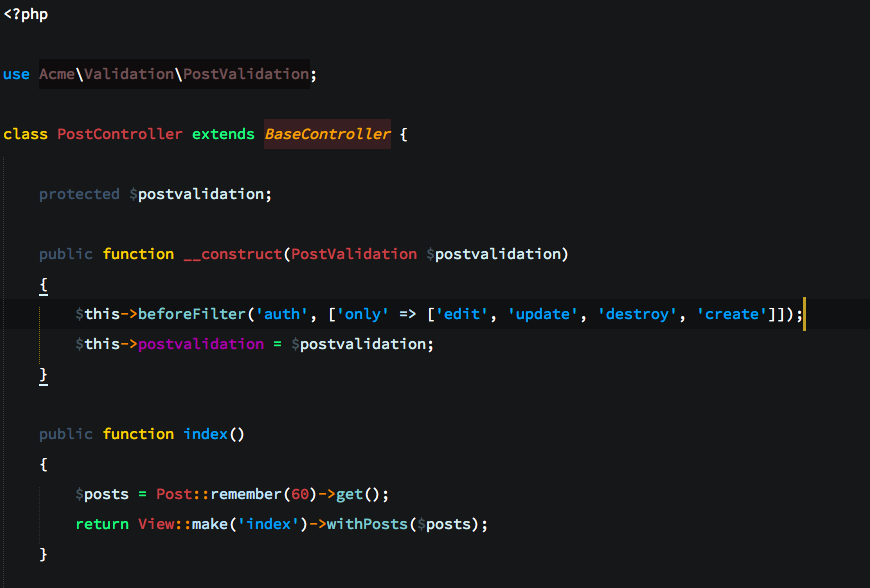 <?php
use Acme\Validation\PostValidation;
class PostController extends BaseController {
protected $postvalidation;
public function __construct(PostValidation $postvalidation)
{
$this->beforeFilter('auth', ['only' => ['edit', 'update', 'destroy', 'create']]);
$this->postvalidation = $postvalidation;
}
public function index()
{
$posts = Post::remember(60)->get();
return View::make('index')->withPosts($posts);
}